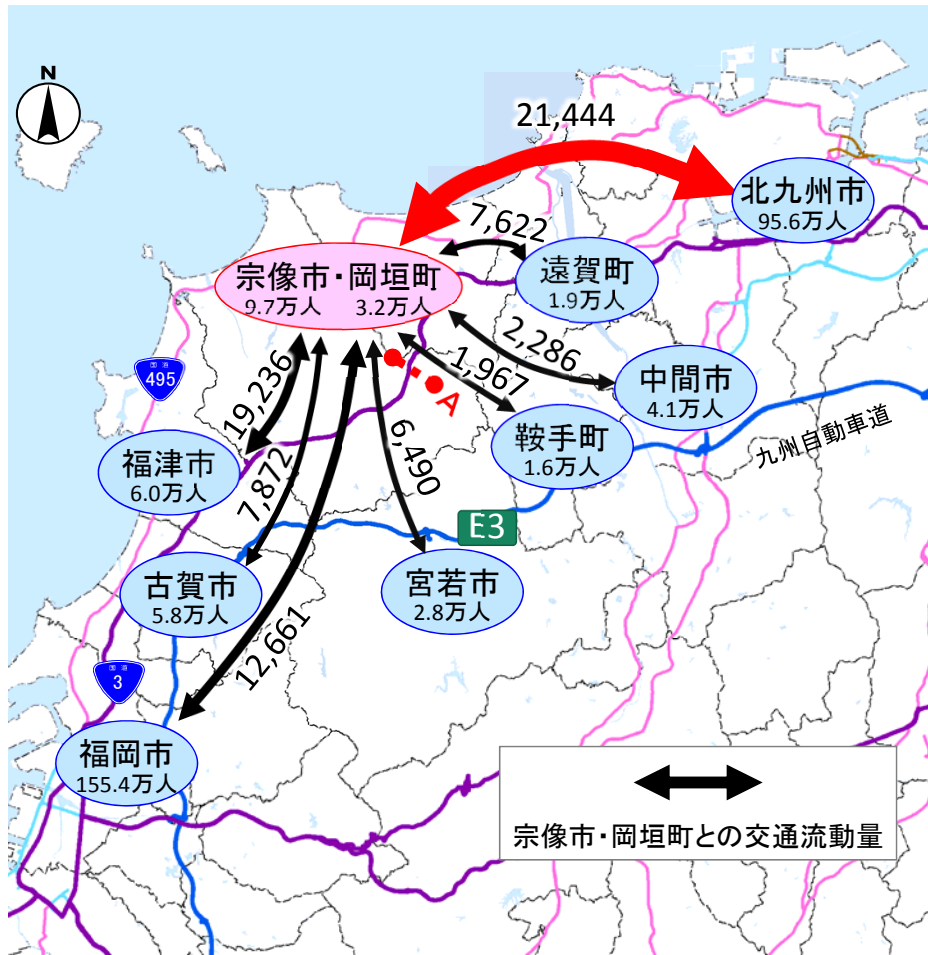 N
21,444
北九州市
95.6万人
7,622
宗像市・岡垣町
9.7万人 3.2万人
遠賀町
1.9万人
2,286
1,967
A
国道
495
19,236
中間市
4.1万人
鞍手町
1.6万人
九州自動車道
福津市
6.0万人
7,872
6,490
E3
古賀市
5.8万人
宮若市
2.8万人
12,661
国道
3
福岡市
155.4万人
宗像市・岡垣町との交通流動量